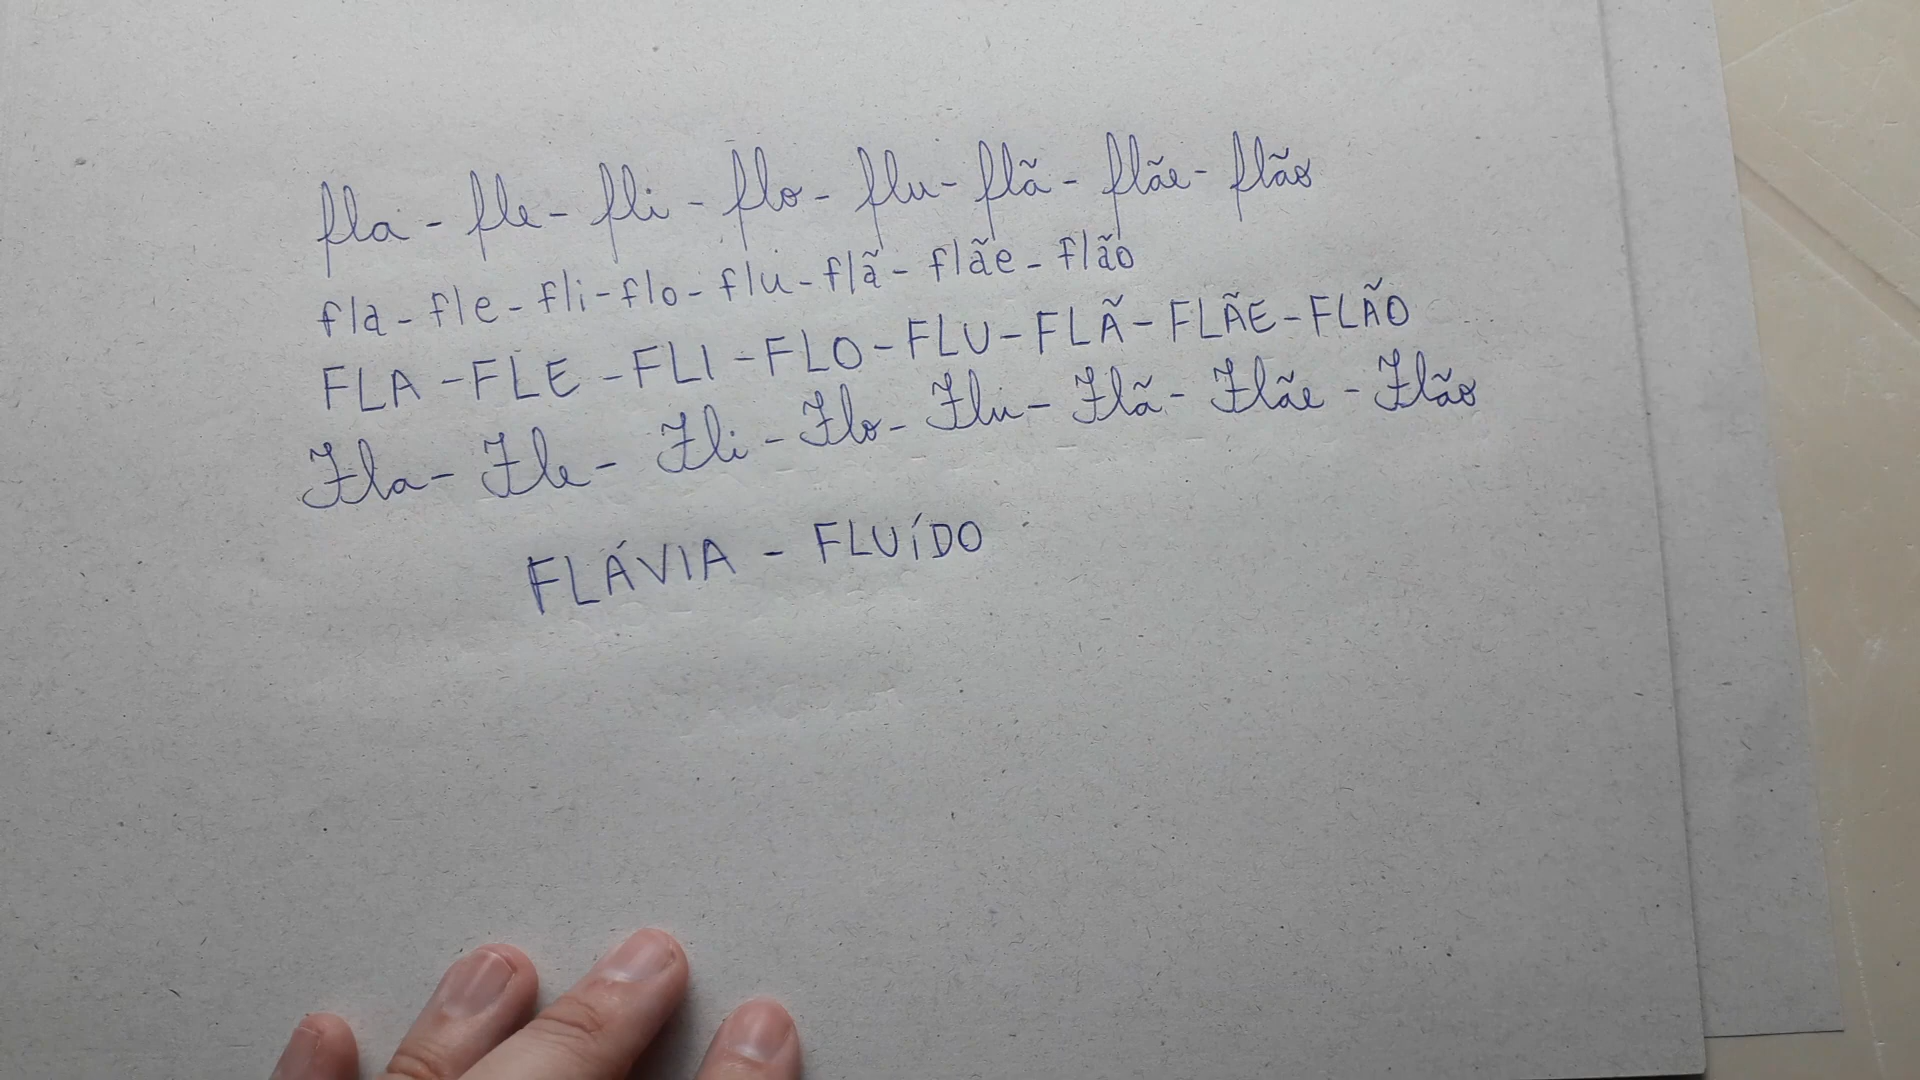 fla - fle - fli - flo - flu - flã - flãe - flão
fla - fle - fli - flo - flu - flã - flãe - flão
FLA - FLE - FLI - FLO - FLU - FLÃ - FLÃE - FLÃO
Fla - Fle - Fli - Flo - Flu - Flã - Flãe - Flão
FLÁVIA - FLUÍDO